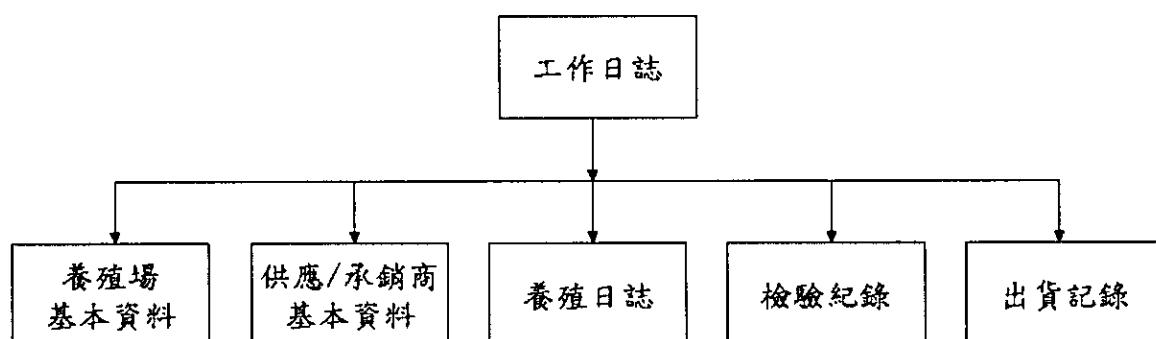 工作日誌
養殖場
基本資料
供應/承銷商
基本資料
養殖日誌
檢驗紀錄
出貨記錄